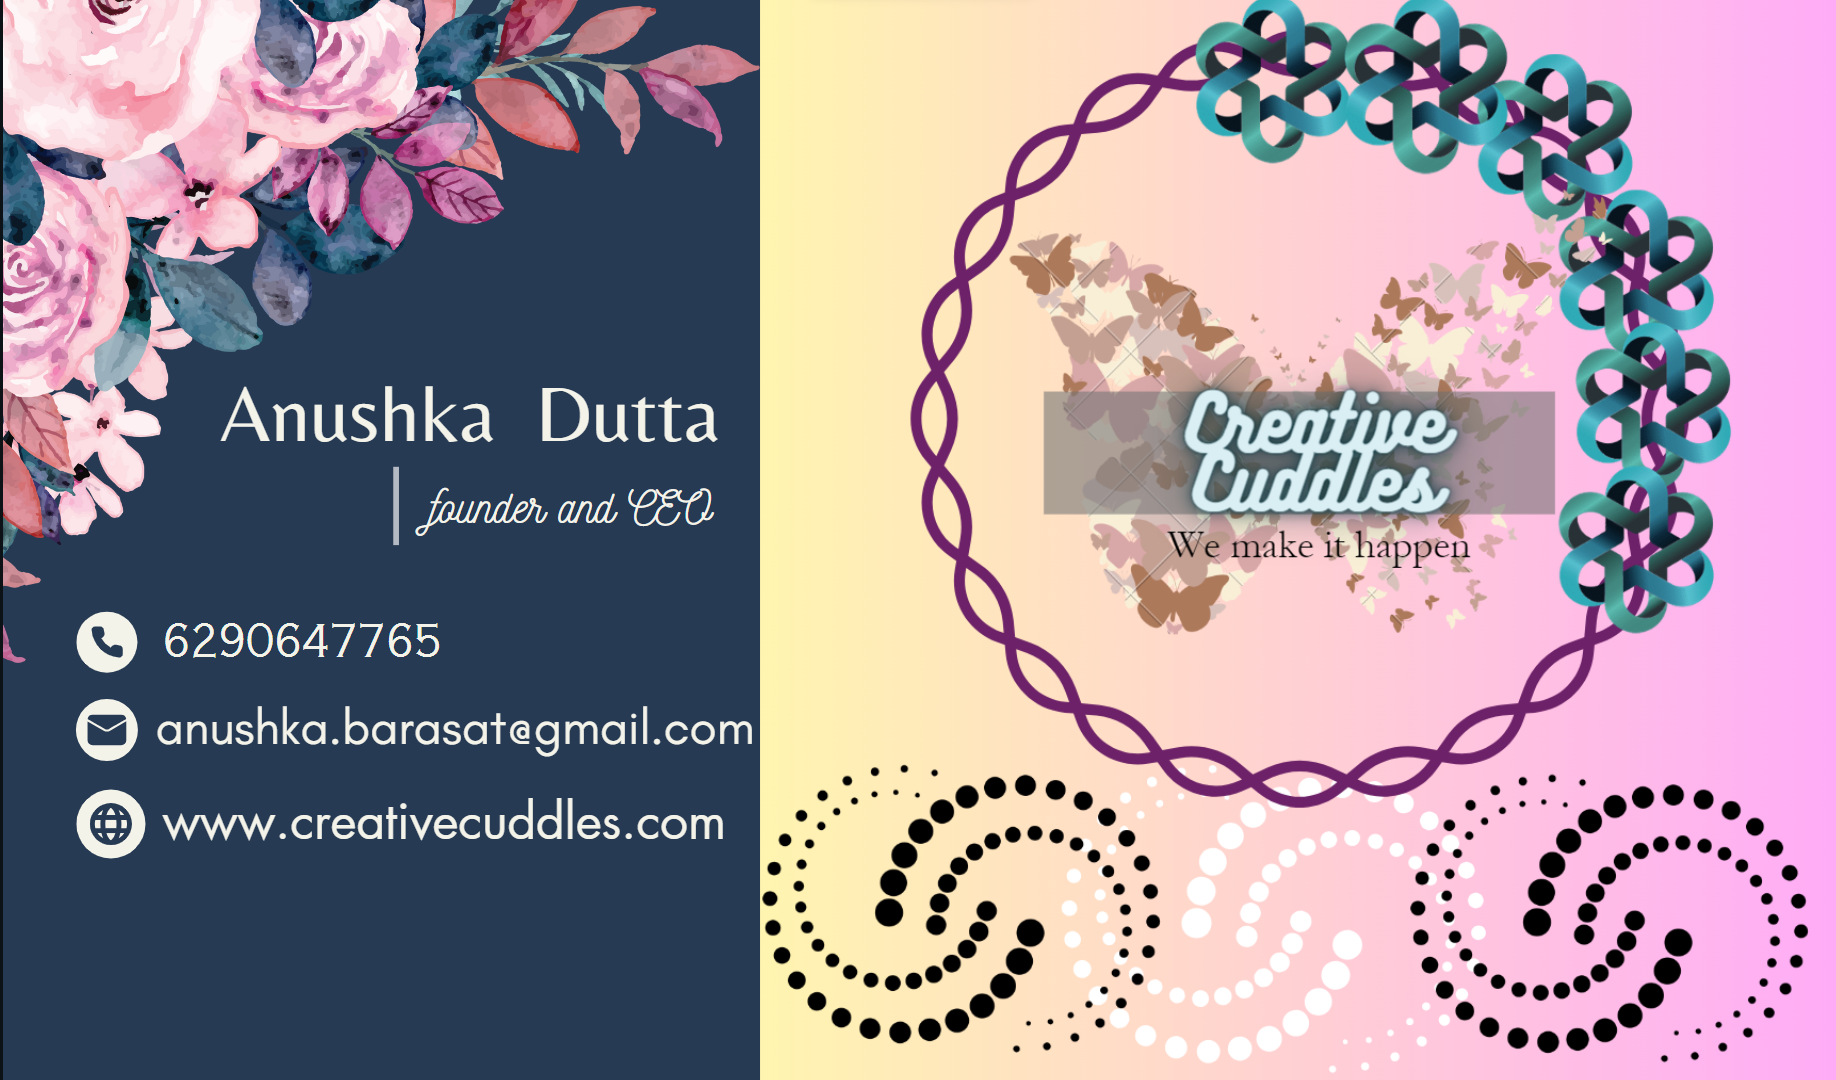 Anushka Dutta
founder and CEO
6290647765
anushka.barasat@gmail.com
www.creativecuddles.com
Creative
Cuddles
We make it happen